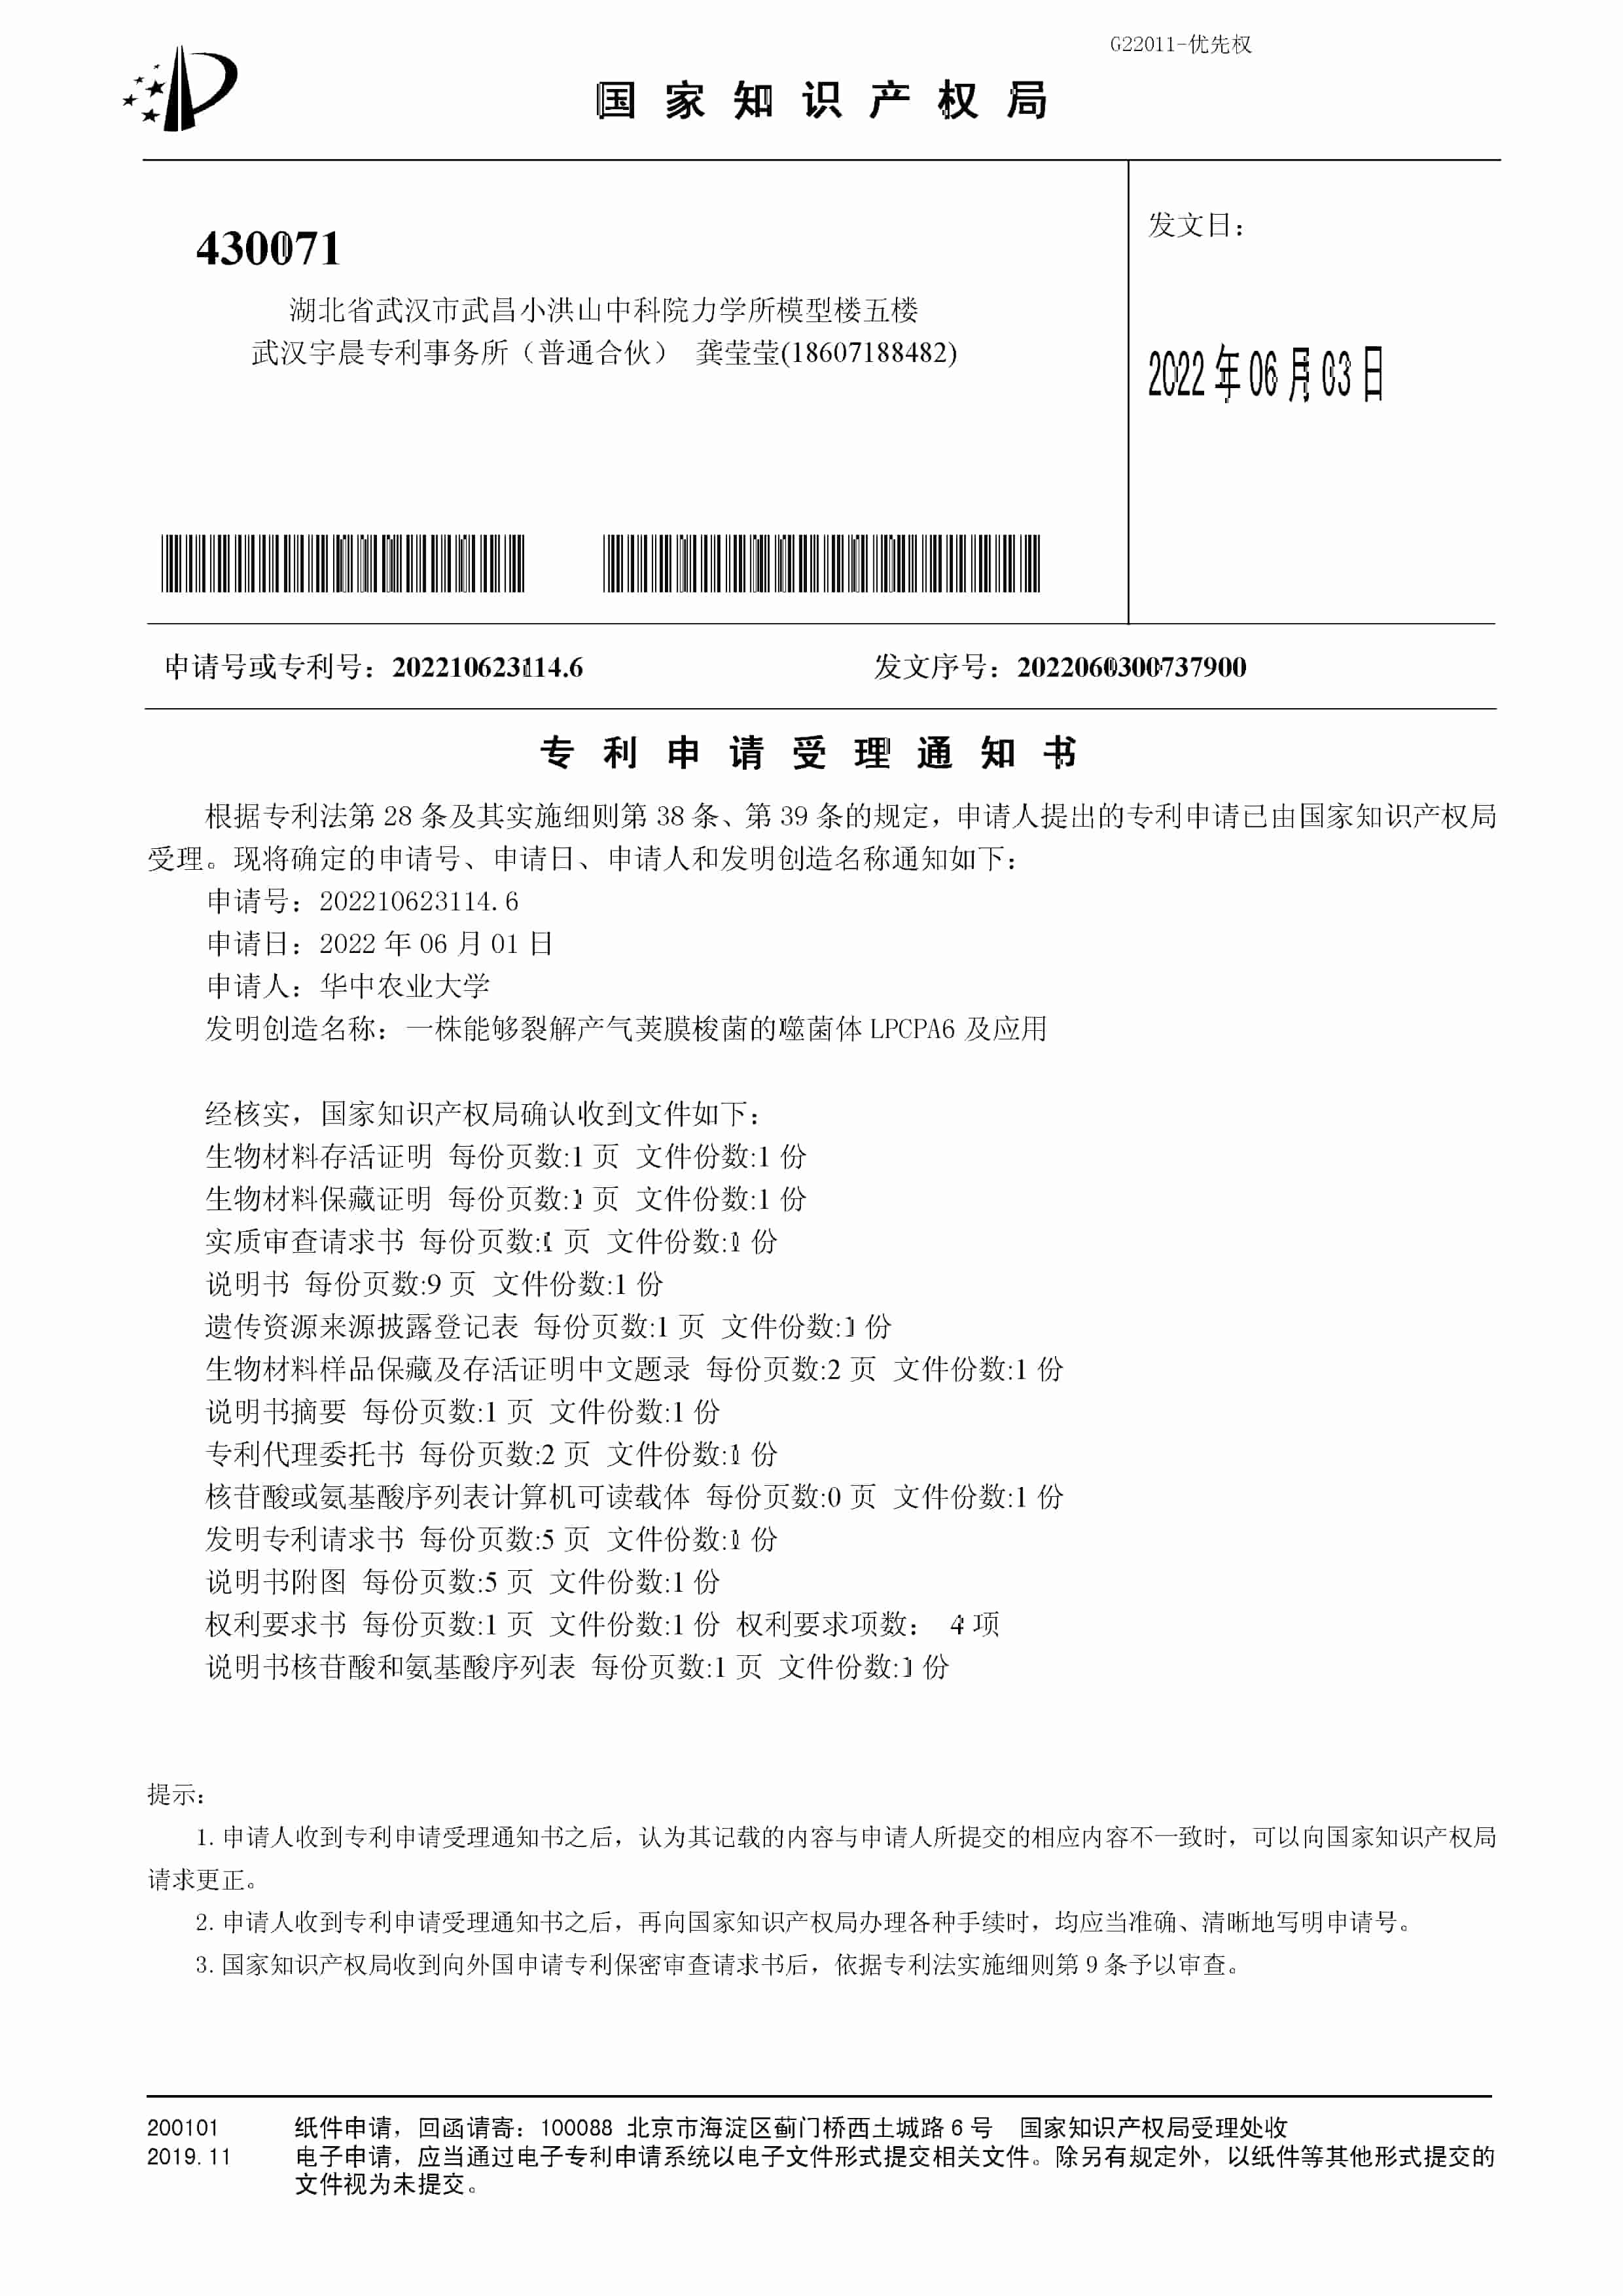 G22011-优先权
国家知识产权局
430071
发文日：
湖北省武汉市武昌小洪山中科院力学所模型楼五楼
武汉宇晨专利事务所（普通合伙） 龚莹莹(18607188482)
2022年06月03日
申请号或专利号：202210623114.6 发文序号：2022060300737900
专利申请受理通知书
根据专利法第 28 条及其实施细则第 38 条、第 39 条的规定，申请人提出的专利申请已由国家知识产权局
受理。现将确定的申请号、申请日、申请人和发明创造名称通知如下：
申请号：202210623114.6
申请日：2022 年 06 月 01 日
申请人：华中农业大学
发明创造名称：一株能够裂解产气荚膜梭菌的噬菌体 LPCPA6 及应用
经核实，国家知识产权局确认收到文件如下：
生物材料存活证明 每份页数:1 页 文件份数:1 份
生物材料保藏证明 每份页数:1 页 文件份数:1 份
实质审查请求书 每份页数:1 页 文件份数:1 份
说明书 每份页数:9 页 文件份数:1 份
遗传资源来源披露登记表 每份页数:1 页 文件份数:1 份
生物材料样品保藏及存活证明中文题录 每份页数:2 页 文件份数:1 份
说明书摘要 每份页数:1 页 文件份数:1 份
专利代理委托书 每份页数:2 页 文件份数:1 份
核苷酸或氨基酸序列表计算机可读载体 每份页数:0 页 文件份数:1 份
发明专利请求书 每份页数:5 页 文件份数:1 份
说明书附图 每份页数:5 页 文件份数:1 份
权利要求书 每份页数:1 页 文件份数:1 份 权利要求项数： 4 项
说明书核苷酸和氨基酸序列表 每份页数:1 页 文件份数:1 份
提示：
1. 申请人收到专利申请受理通知书之后，认为其记载的内容与申请人所提交的相应内容不一致时，可以向国家知识产权局
请求更正。
2. 申请人收到专利申请受理通知书之后，再向国家知识产权局办理各种手续时，均应当准确、清晰地写明申请号。
3. 国家知识产权局收到向外国申请专利保密审查请求书后，依据专利法实施细则第 9 条予以审查。
200101 纸件申请，回函请寄：100088 北京市海淀区蓟门桥西土城路 6 号 国家知识产权局受理处收
2019.11 电子申请，应当通过电子专利申请系统以电子文件形式提交相关文件。除另有规定外，以纸件等其他形式提交的
文件视为未提交。